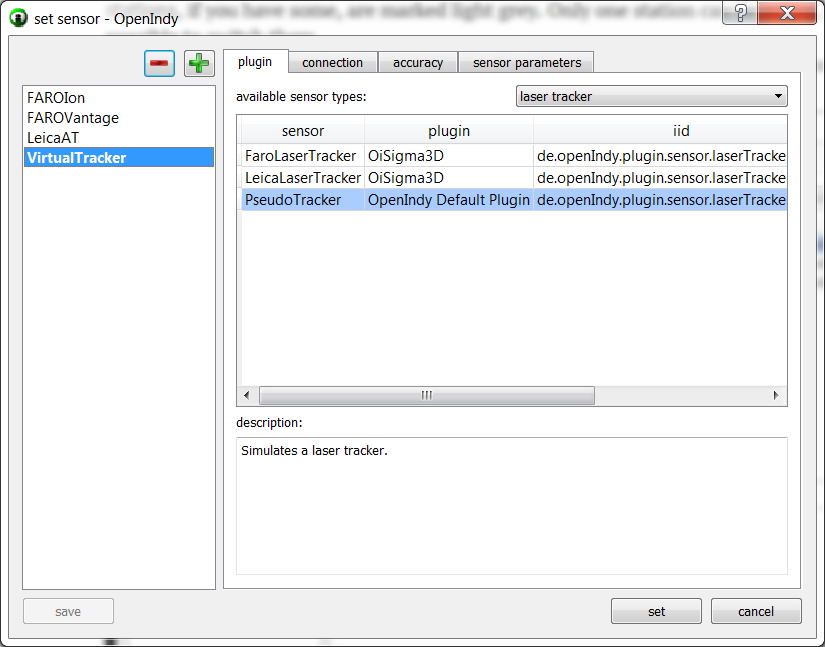 set sensor - OpenIndy
FAROIon
FAROVantage
LeicaAT
VirtualTracker
plugin connection accuracy sensor parameters
available sensor types: laser tracker
sensor plugin iid
FaroLaserTracker OiSigma3D de.openIndy.plugin.sensor.laserTracke
LeicaLaserTracker OiSigma3D de.openIndy.plugin.sensor.laserTracke
PseudoTracker OpenIndy Default Plugin de.openIndy.plugin.sensor.laserTracke
description:
Simulates a laser tracker.
save set cancel